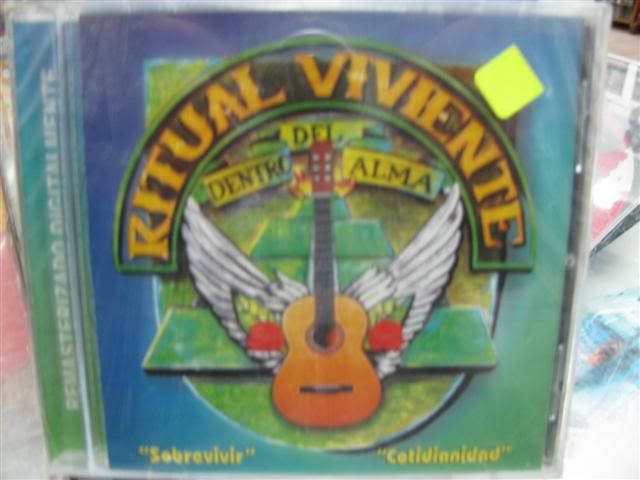 RITUAL VIVIENTE
DENTRO DEL ALMA
REMASTERIZADO DIGITALMENTE
"Sobrevivir" "Cotidianidad"